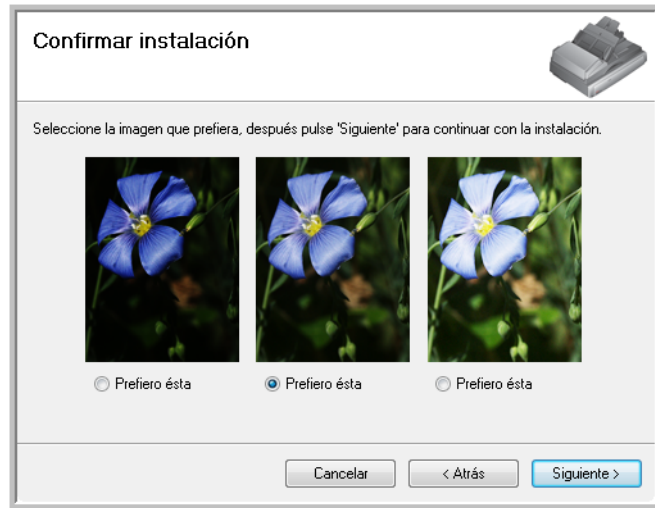 Confirmar instalación
Seleccione la imagen que prefiera, después pulse 'Siguiente' para continuar con la instalación.
Prefiero ésta Prefiero ésta Prefiero ésta
Cancelar < Atrás Siguiente >